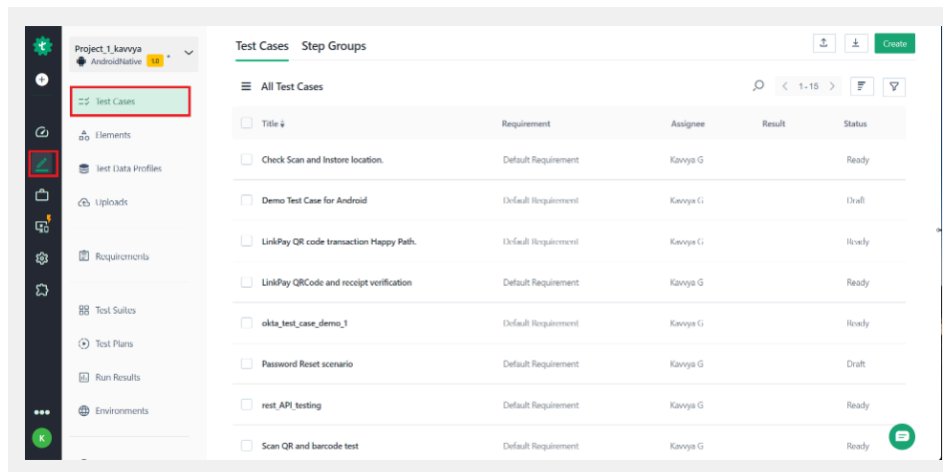 Project_1_kavvya
AndroidNative 1.0 *
Test Cases
Elements
Test Data Profiles
Uploads
Requirements
Test Suites
Test Plans
Run Results
Environments
K
Test Cases Step Groups
Create
All Test Cases
1-15
Title Requirement Assignee Result Status
Check Scan and Instore location. Default Requirement Kavvya G Ready
Demo Test Case for Android Default Requirement Kavvya G Draft
LinkPay QR code transaction Happy Path. Default Requirement Kavvya G Ready
LinkPay QRCode and receipt verification Default Requirement Kavvya G Ready
okta_test_case_demo_1 Default Requirement Kavvya G Ready
Password Reset scenario Default Requirement Kavvya G Draft
rest_API_testing Default Requirement Kavvya G Ready
Scan QR and barcode test Default Requirement Kavvya G Ready